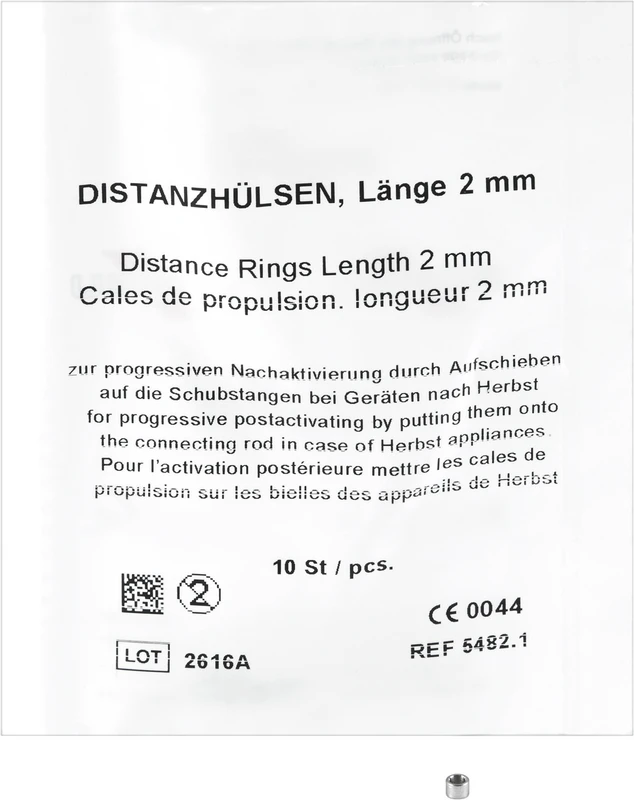 DISTANZHÜLSEN, Länge 2 mm
Distance Rings Length 2 mm
Cales de propulsion. longueur 2 mm
zur progressiven Nachaktivierung durch Aufschieben
auf die Schubstangen bei Geräten nach Herbst
for progressive postactivating by putting them onto
the connecting rod in case of Herbst appliances.
Pour l'activation postérieure mettre les cales de
propulsion sur les bielles des appareils de Herbst
10 St / pcs.
2
CE 0044
LOT 2616A
REF 5482.1